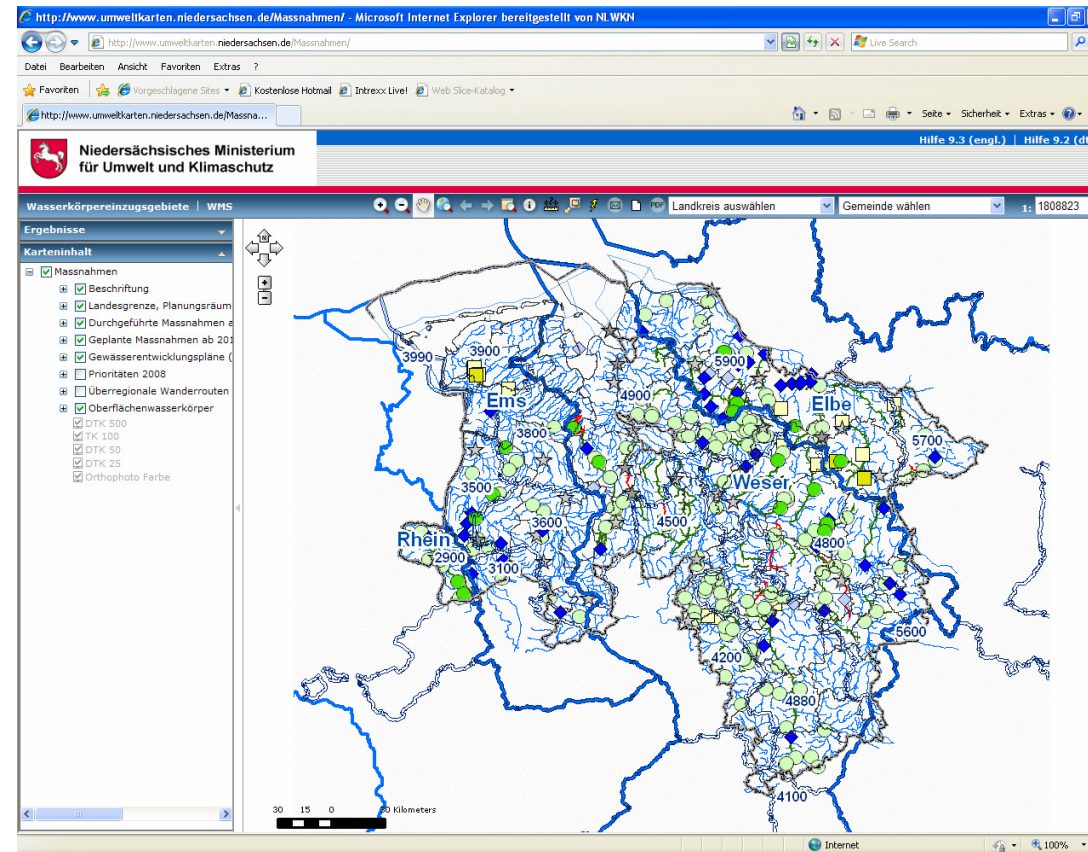 http://www.umweltkarten.niedersachsen.de/Massnahmen/ - Microsoft Internet Explorer bereitgestellt von NLWKN
http://www.umweltkarten.niedersachsen.de/Massnahmen/
Live Search
Datei Bearbeiten Ansicht Favoriten Extras ?
Favoriten Vorgeschlagene Sites Kostenlose Hotmail Intrexx Live! Web Slice-Katalog
http://www.umweltkarten.niedersachsen.de/Massna...
Seite Sicherheit Extras
Hilfe 9.3 (engl.) | Hilfe 9.2 (dt
Niedersächsisches Ministerium
für Umwelt und Klimaschutz
Wasserkörpereinzugsgebiete | WMS
PDF
Landkreis auswählen
Gemeinde wählen
1: 1808823
Ergebnisse
Karteninhalt
Massnahmen
Beschriftung
Landesgrenze, Planungsräum
Durchgeführte Massnahmen a
Geplante Massnahmen ab 201
Gewässerentwicklungspläne (
Prioritäten 2008
Überregionale Wanderrouten
Oberflächenwasserkörper
DTK 500
TK 100
DTK 50
DTK 25
Orthophoto Farbe
N
3990
3900
5900
Ems
4900
Elbe
3800
5700
Weser
3500
3600
4500
4800
Rhein
2900
3100
5600
4200
4880
4100
30 15 0 30 Kilometers
Internet
100%